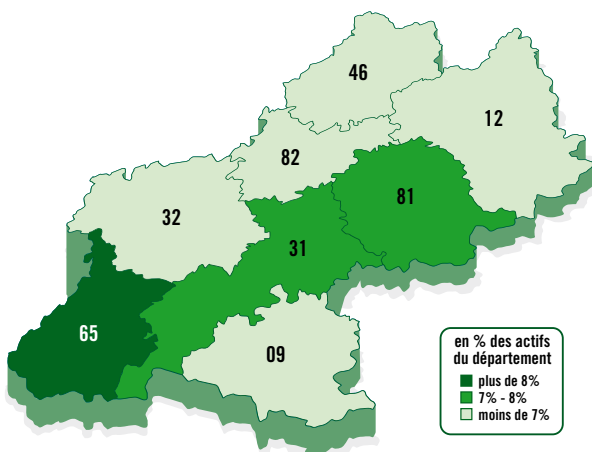 46
12
82
81
32
31
65
09
en % des actifs
du département
plus de 8%
7% - 8%
moins de 7%